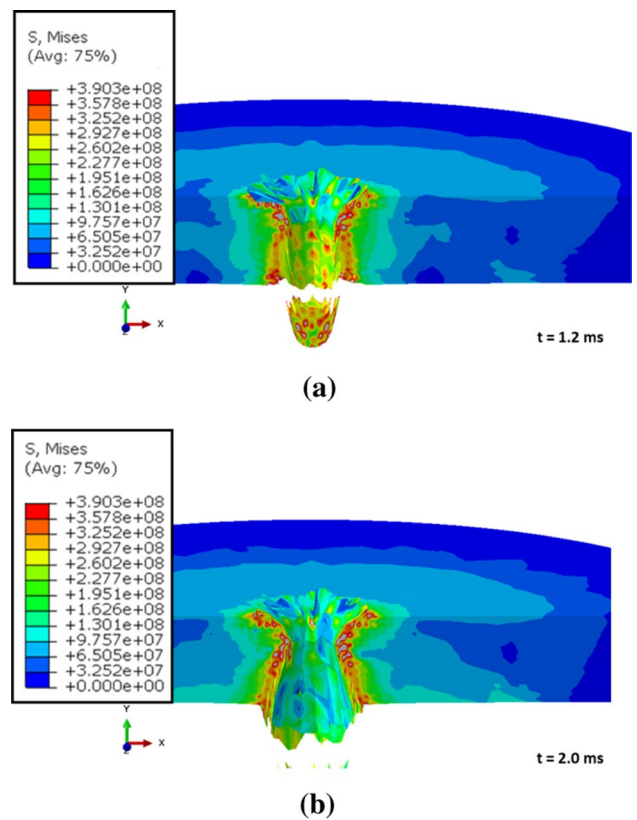 S, Mises
(Avg: 75%)
+3.903e+08
+3.578e+08
+3.252e+08
+2.927e+08
+2.602e+08
+2.277e+08
+1.951e+08
+1.626e+08
+1.301e+08
+9.757e+07
+6.505e+07
+3.252e+07
+0.000e+00
Y
X
Z
t = 1.2 ms
(a)
S, Mises
(Avg: 75%)
+3.903e+08
+3.578e+08
+3.252e+08
+2.927e+08
+2.602e+08
+2.277e+08
+1.951e+08
+1.626e+08
+1.301e+08
+9.757e+07
+6.505e+07
+3.252e+07
+0.000e+00
Y
X
Z
t = 2.0 ms
(b)